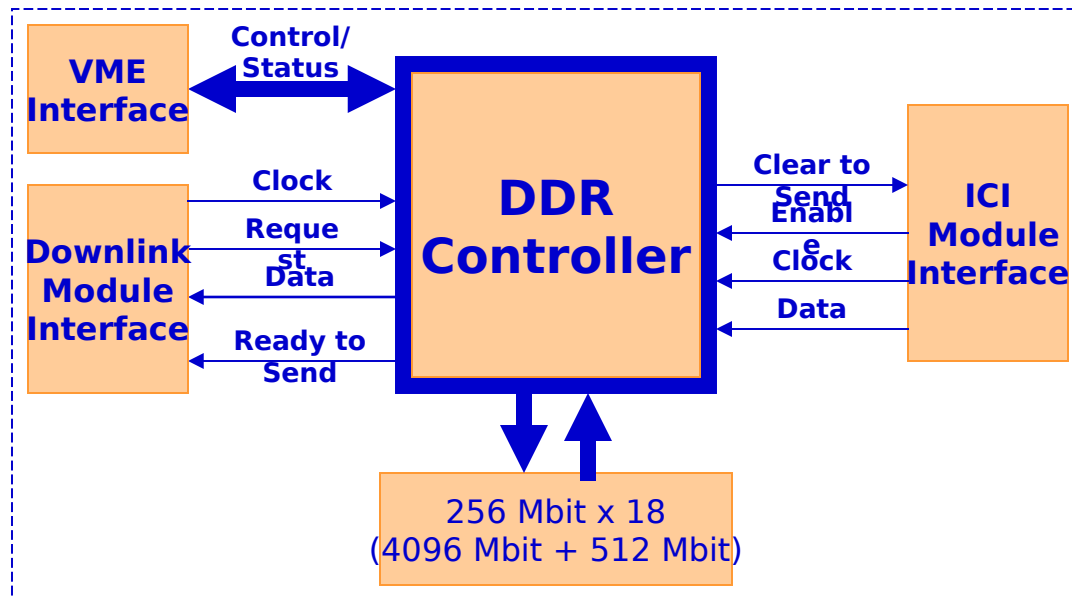 Control/
Status
VME
Interface
Clock
Reque
st
Data
Ready to
Send
Downlink
Module
Interface
DDR
Controller
Clear to
Send
Enabl
e
Clock
Data
ICI
Module
Interface
256 Mbit x 18
(4096 Mbit + 512 Mbit)